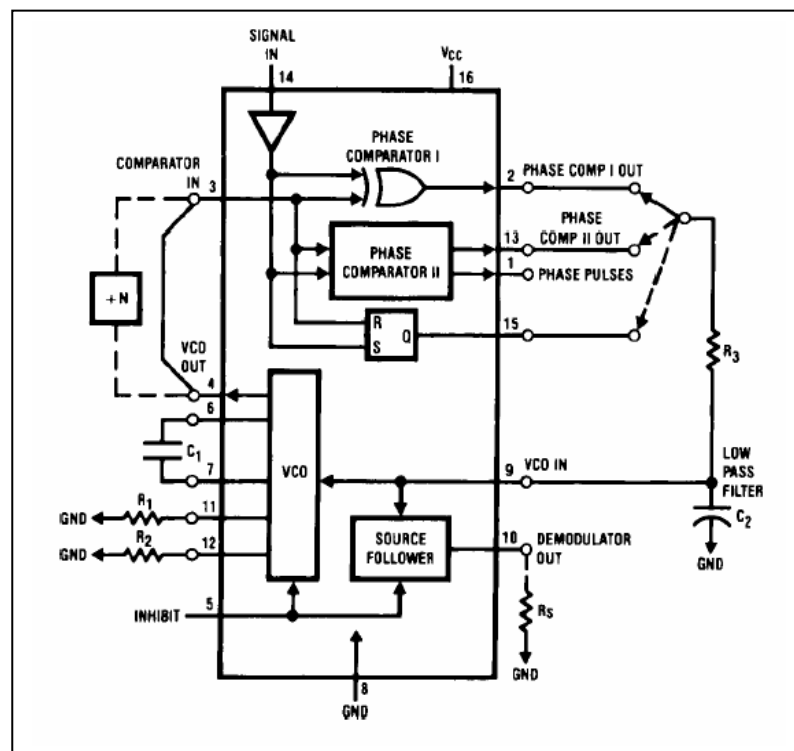 SIGNAL
IN
14
VCC
16
PHASE
COMPARATOR I
COMPARATOR
IN
3
2
PHASE COMP I OUT
PHASE
COMP II OUT
13
PHASE
COMPARATOR II
1
PHASE PULSES
+N
R
S
Q
15
R3
VCO
OUT
4
6
C1
7
VCO
9
VCO IN
LOW
PASS
FILTER
C2
GND
R1
11
GND
R2
12
GND
SOURCE
FOLLOWER
10
DEMODULATOR
OUT
5
INHIBIT
RS
GND
8
GND